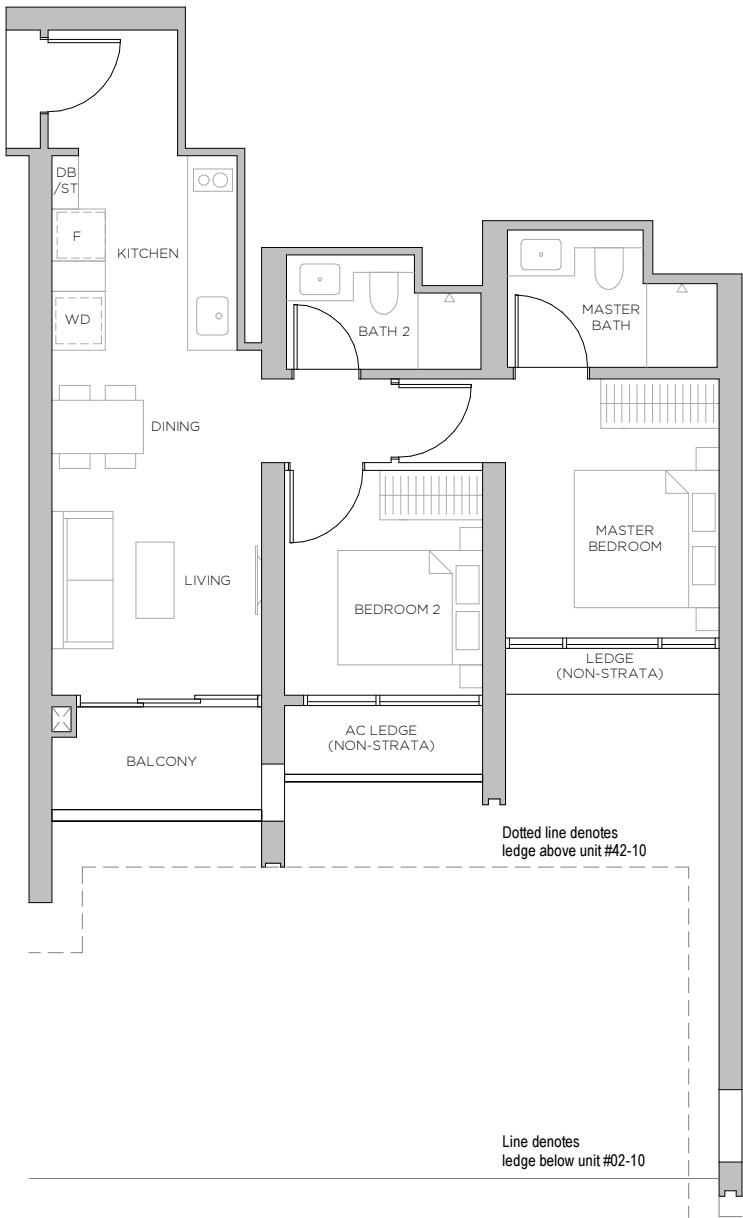 DB
/ST
F
KITCHEN
WD
BATH 2
MASTER
BATH
DINING
MASTER
BEDROOM
LIVING
BEDROOM 2
LEDGE
(NON-STRATA)
AC LEDGE
(NON-STRATA)
BALCONY
Dotted line denotes
ledge above unit #42-10
Line denotes
ledge below unit #02-10